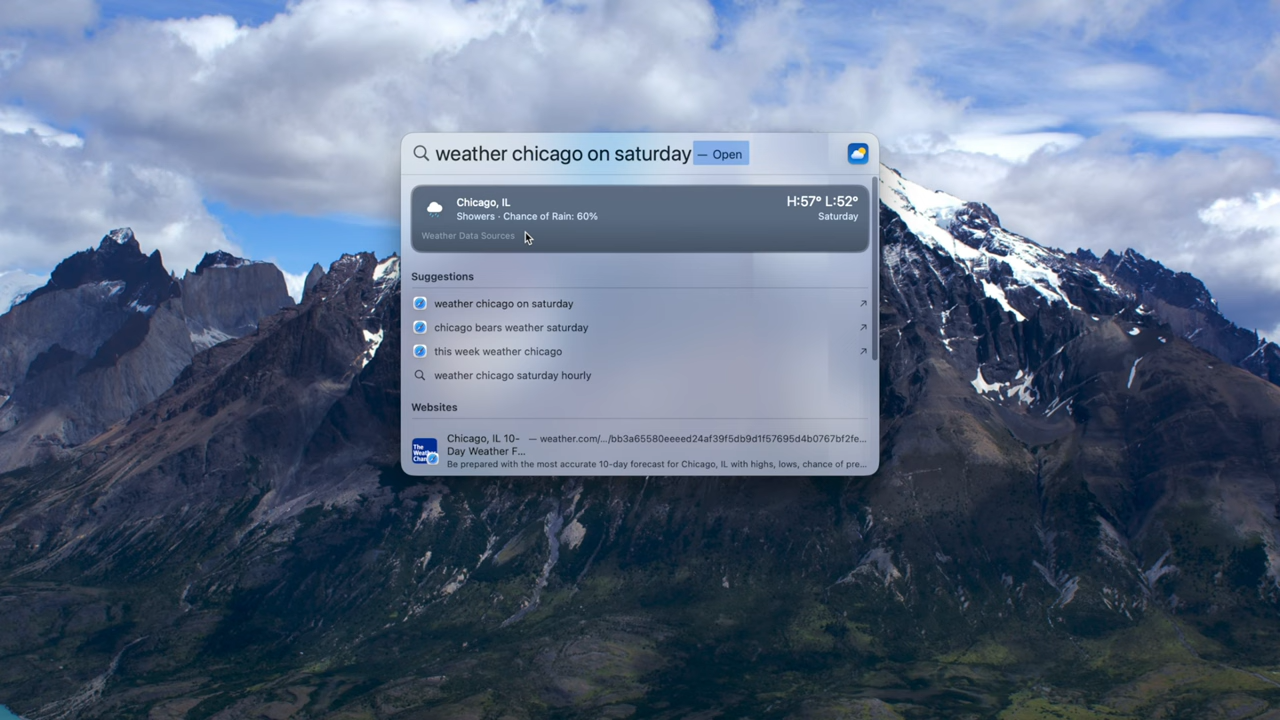 weather chicago on saturday — Open
Chicago, IL
H:57° L:52°
Showers · Chance of Rain: 60%
Saturday
Weather Data Sources
Suggestions
weather chicago on saturday
chicago bears weather saturday
this week weather chicago
weather chicago saturday hourly
Websites
The
Weather
Chan
Chicago, IL 10-
Day Weather F...
— weather.com/.../bb3a65580eeeed24af39f5db9d1f57695d4b0767bf2fe...
Be prepared with the most accurate 10-day forecast for Chicago, IL with highs, lows, chance of pre...